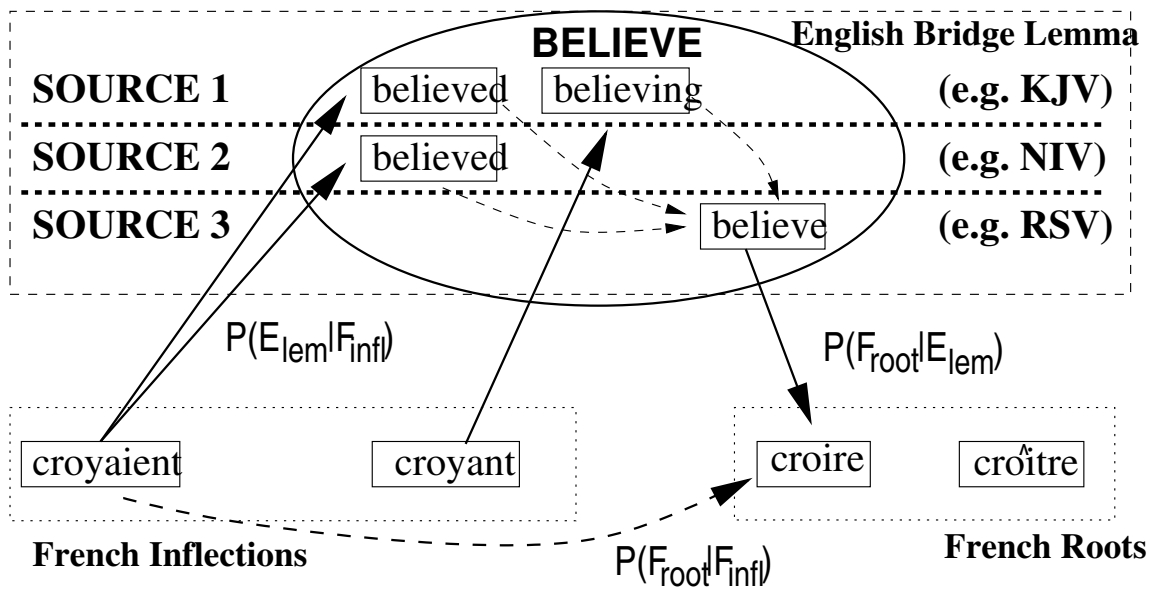 BELIEVE English Bridge Lemma
SOURCE 1 believed believing (e.g. KJV)
SOURCE 2 believed (e.g. NIV)
SOURCE 3 believe (e.g. RSV)
P(E_lem|F_infl) P(F_root|E_lem)
croyaient croyant croire croître
French Inflections French Roots
P(F_root|F_infl)